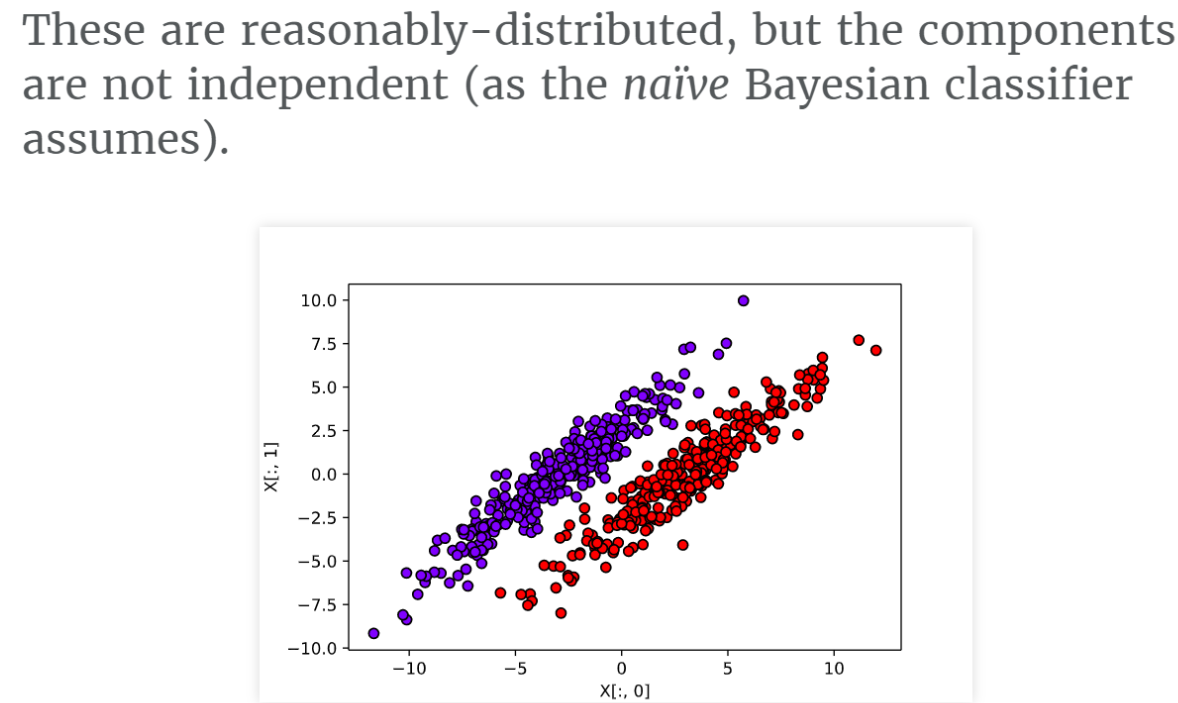 These are reasonably-distributed, but the components
are not independent (as the naïve Bayesian classifier
assumes).
10.0
7.5
5.0
2.5
0.0
−2.5
−5.0
−7.5
−10.0
X[:, 1]
−10 −5 0 5 10
X[:, 0]